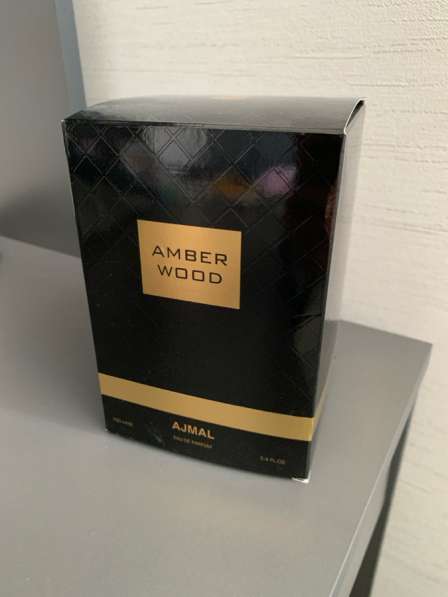 AMBER
WOOD
AJMAL
EAU DE PARFUM
3.4 FL.OZ